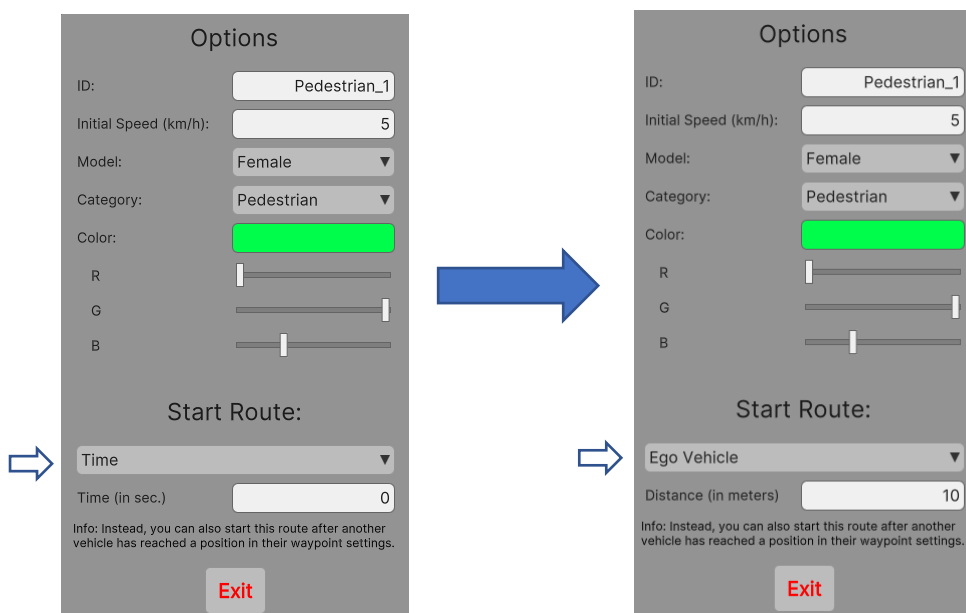 Options
ID: Pedestrian_1
Initial Speed (km/h): 5
Model: Female
Category: Pedestrian
Color:
R
G
B
Start Route:
Time
Time (in sec.) 0
Info: Instead, you can also start this route after another
vehicle has reached a position in their waypoint settings.
Exit
Options
ID: Pedestrian_1
Initial Speed (km/h): 5
Model: Female
Category: Pedestrian
Color:
R
G
B
Start Route:
Ego Vehicle
Distance (in meters) 10
Info: Instead, you can also start this route after another
vehicle has reached a position in their waypoint settings.
Exit